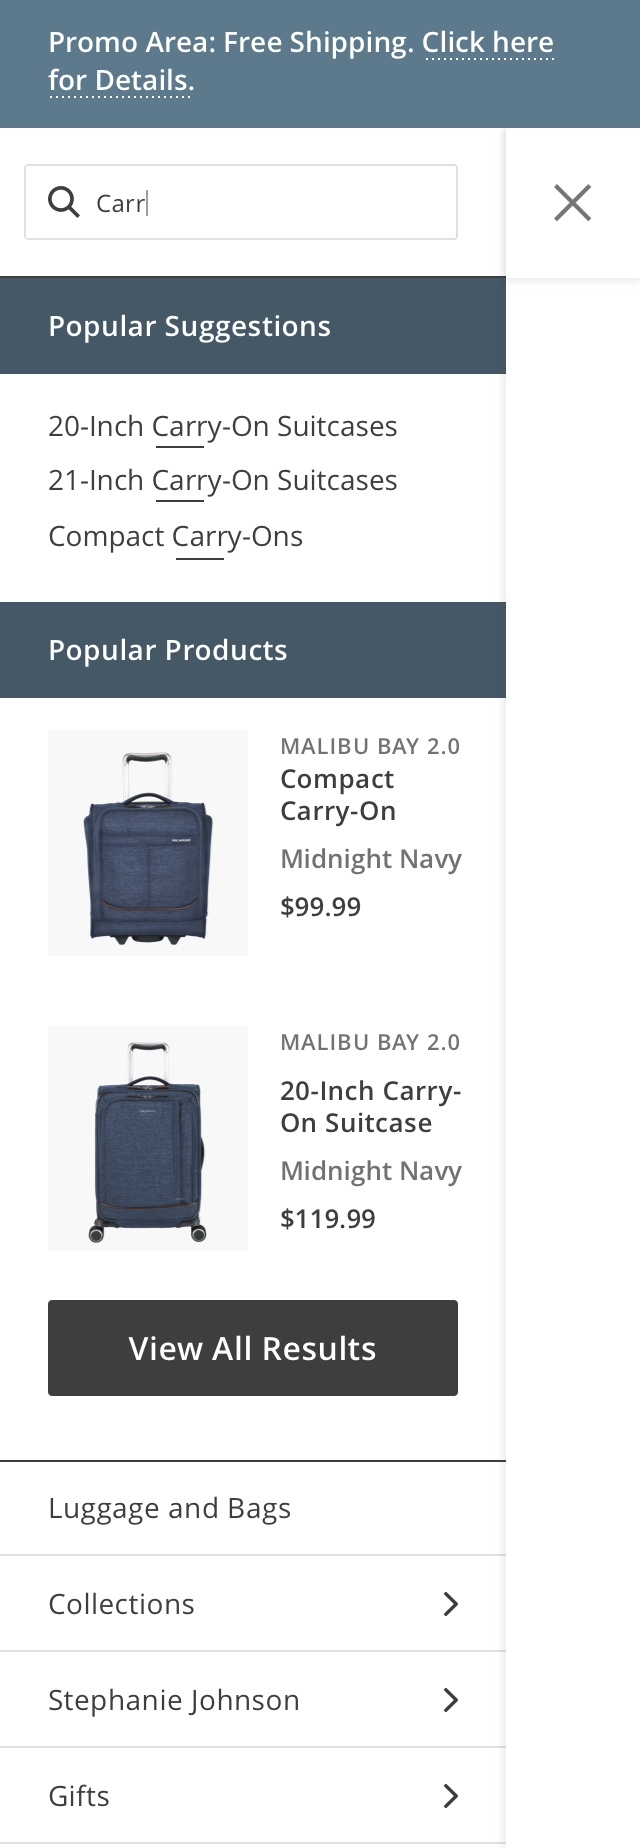 Promo Area: Free Shipping. Click here
for Details.
Carr
Popular Suggestions
20-Inch Carry-On Suitcases
21-Inch Carry-On Suitcases
Compact Carry-Ons
Popular Products
MALIBU BAY 2.0
Compact
Carry-On
Midnight Navy
$99.99
MALIBU BAY 2.0
20-Inch Carry-
On Suitcase
Midnight Navy
$119.99
View All Results
Luggage and Bags
Collections
Stephanie Johnson
Gifts